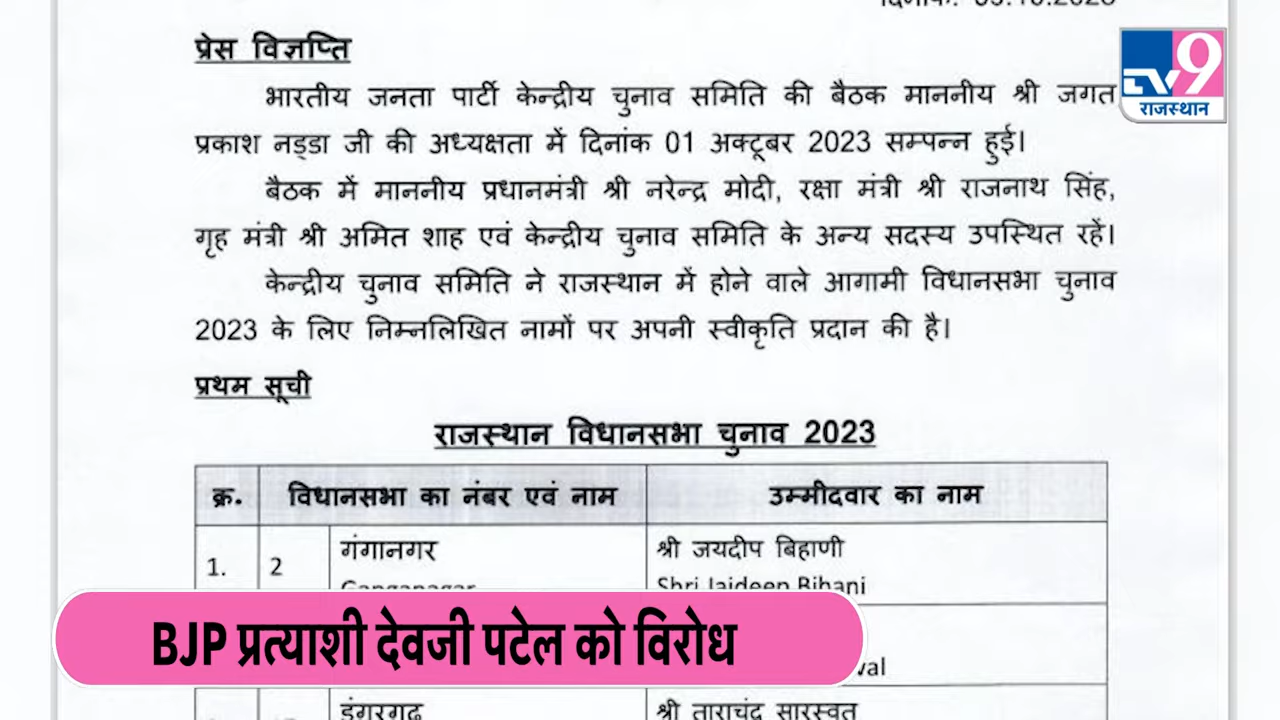 प्रेस विज्ञप्ति
भारतीय जनता पार्टी केन्द्रीय चुनाव समिति की बैठक माननीय श्री जगत
प्रकाश नड्डा जी की अध्यक्षता में दिनांक 01 अक्टूबर 2023 सम्पन्न हुई।
बैठक में माननीय प्रधानमंत्री श्री नरेन्द्र मोदी, रक्षा मंत्री श्री राजनाथ सिंह,
गृह मंत्री श्री अमित शाह एवं केन्द्रीय चुनाव समिति के अन्य सदस्य उपस्थित रहें।
केन्द्रीय चुनाव समिति ने राजस्थान में होने वाले आगामी विधानसभा चुनाव
2023 के लिए निम्नलिखित नामों पर अपनी स्वीकृति प्रदान की है।
प्रथम सूची
राजस्थान विधानसभा चुनाव 2023
क्र. विधानसभा का नंबर एवं नाम उम्मीदवार का नाम
1. 2 गंगानगर श्री जयदीप बिहाणी
Shri Jaideep Bihani
डूंगरगढ़ श्री ताराचंद सारस्वत
TV9
राजस्थान
BJP प्रत्याशी देवजी पटेल को विरोध